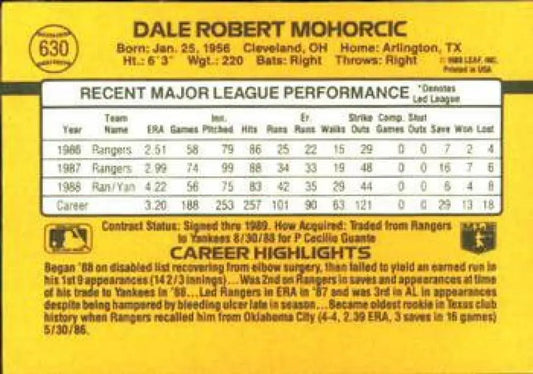 630
DALE ROBERT MOHORCIC
Born: Jan. 25, 1956 Cleveland, OH Home: Arlington, TX
Ht.: 6'3" Wgt.: 220 Bats: Right Throws: Right
© 1989 LEAF, INC.
Printed in USA
RECENT MAJOR LEAGUE PERFORMANCE
*Denotes
Led League
Team Inn. Er. Strike Comp. Shut
Year Name ERA Games Pitched Hits Runs Runs Walks Outs Games Outs Save Won Lost
1986 Rangers 2.51 58 79 86 25 22 15 29 0 0 7 2 4
1987 Rangers 2.99 74 99 88 34 33 19 48 0 0 16 7 6
1988 Ran/Yan 4.22 56 75 83 42 35 29 44 0 0 6 4 8
Career 3.20 188 253 257 101 90 63 121 0 0 29 13 18
Contract Status: Signed thru 1989. How Acquired: Traded from Rangers
to Yankees 8/30/88 for P Cecilio Guante
CAREER HIGHLIGHTS
Began '88 on disabled list recovering from elbow surgery, then failed to yield an earned run in
his 1st 9 appearances (14 2/3 innings)...Was 2nd on Rangers in saves and appearances at time
of his trade to Yankees in '88...Led Rangers in ERA in '87 and was 3rd in AL in appearances
despite being hampered by bleeding ulcer late in season...Became oldest rookie in Texas club
history when Rangers recalled him from Oklahoma City (4-4, 2.39 ERA, 3 saves in 16 games)
5/30/86.